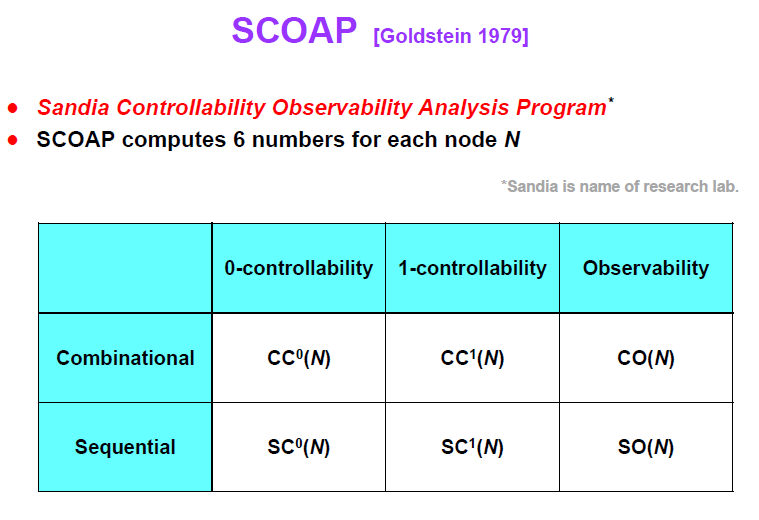 SCOAP [Goldstein 1979]
● Sandia Controllability Observability Analysis Program*
● SCOAP computes 6 numbers for each node N
*Sandia is name of research lab.
0-controllability 1-controllability Observability
Combinational CC⁰(N) CC¹(N) CO(N)
Sequential SC⁰(N) SC¹(N) SO(N)